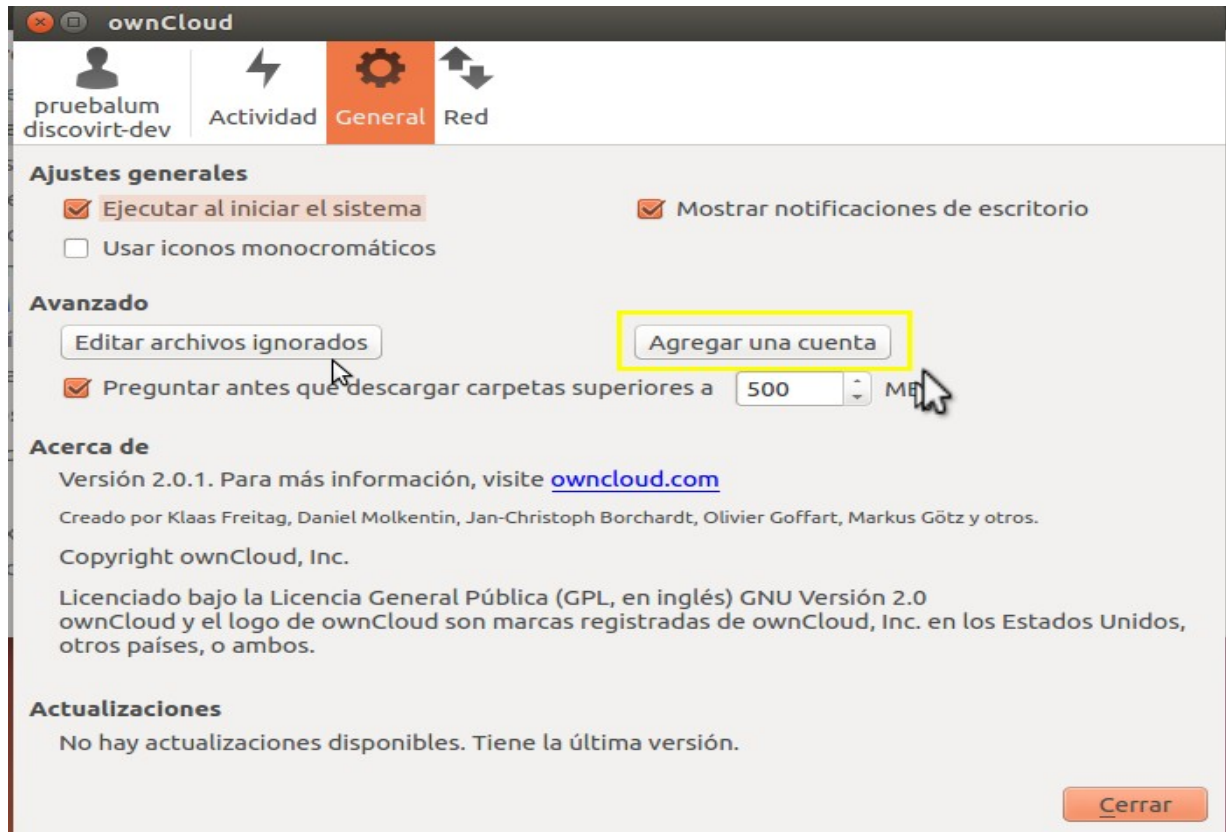 ownCloud
pruebalum
discovirt-dev
Actividad
General
Red
Ajustes generales
Ejecutar al iniciar el sistema
Mostrar notificaciones de escritorio
Usar iconos monocromáticos
Avanzado
Editar archivos ignorados
Agregar una cuenta
Preguntar antes que descargar carpetas superiores a 500
Acerca de
Versión 2.0.1. Para más información, visite owncloud.com
Creado por Klaas Freitag, Daniel Molkentin, Jan-Christoph Borchardt, Olivier Goffart, Markus Götz y otros.
Copyright ownCloud, Inc.
Licenciado bajo la Licencia General Pública (GPL, en inglés) GNU Versión 2.0
ownCloud y el logo de ownCloud son marcas registradas de ownCloud, Inc. en los Estados Unidos,
otros países, o ambos.
Actualizaciones
No hay actualizaciones disponibles. Tiene la última versión.
Cerrar